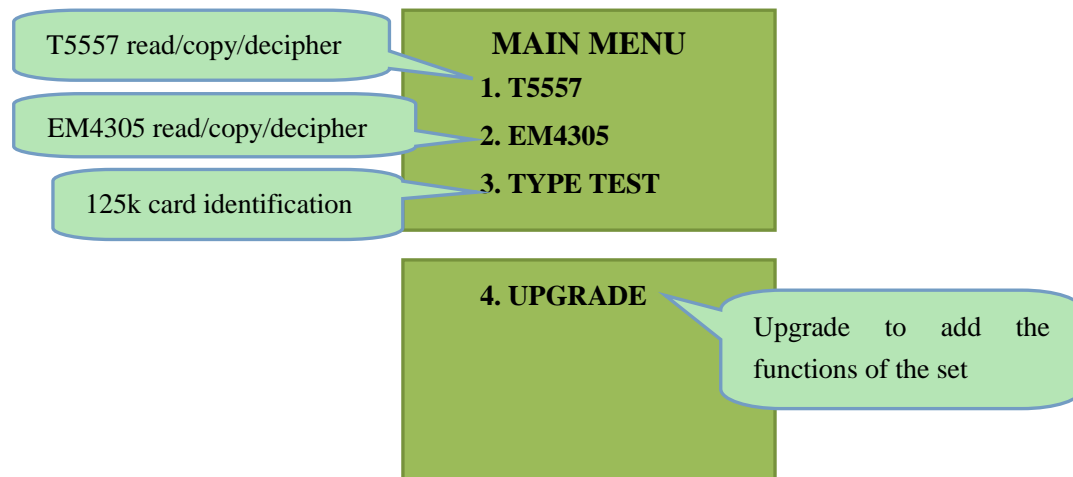 T5557 read/copy/decipher
MAIN MENU
1. T5557
EM4305 read/copy/decipher
2. EM4305
3. TYPE TEST
125k card identification
4. UPGRADE
Upgrade to add the
functions of the set